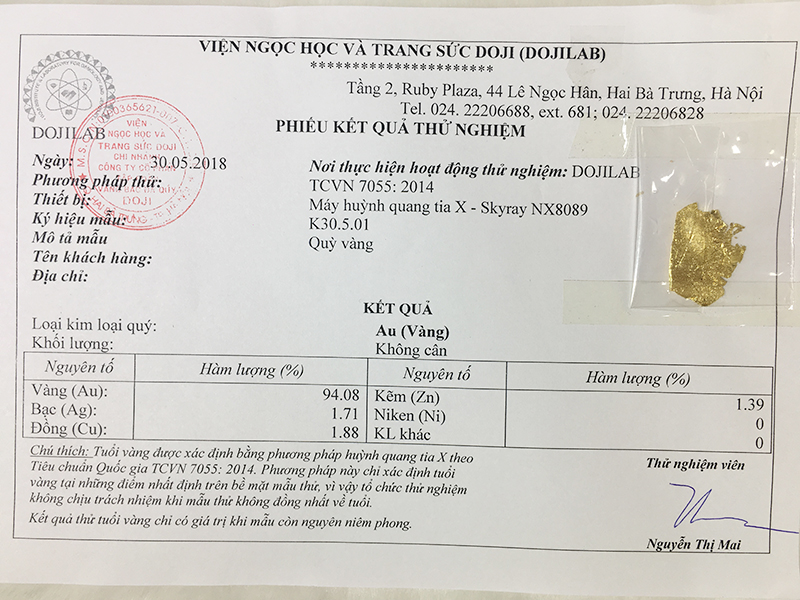 VIỆN NGỌC HỌC VÀ TRANG SỨC DOJI (DOJILAB)
**********************
Tầng 2, Ruby Plaza, 44 Lê Ngọc Hân, Hai Bà Trưng, Hà Nội
Tel. 024. 22206688, ext. 681; 024. 22206828
DOJILAB
PHIẾU KẾT QUẢ THỬ NGHIỆM
VIỆN
NGỌC HỌC VÀ
TRANG SỨC DOJI
CHI NHÁNH
CÔNG TY CỔ PHẦN
VÀNG BẠC ĐÁ QUÝ
DOJI
Ngày: 30.05.2018 Nơi thực hiện hoạt động thử nghiệm: DOJILAB
Phương pháp thử: TCVN 7055: 2014
Thiết bị: Máy huỳnh quang tia X - Skyray NX8089
Ký hiệu mẫu: K30.5.01
Mô tả mẫu Quỳ vàng
Tên khách hàng:
Địa chỉ:
KẾT QUẢ
Loại kim loại quý: Au (Vàng)
Khối lượng: Không cân
Nguyên tố Hàm lượng (%) Nguyên tố Hàm lượng (%)
Vàng (Au): 94.08 Kẽm (Zn) 1.39
Bạc (Ag): 1.71 Niken (Ni) 0
Đồng (Cu): 1.88 KL khác 0
Chú thích: Tuổi vàng được xác định bằng phương pháp huỳnh quang tia X theo
Tiêu chuẩn Quốc gia TCVN 7055: 2014. Phương pháp này chỉ xác định tuổi
vàng tại những điểm nhất định trên bề mặt mẫu thử, vì vậy tổ chức thử nghiệm
không chịu trách nhiệm khi mẫu thử không đồng nhất về tuổi.
Kết quả thử tuổi vàng chỉ có giá trị khi mẫu còn nguyên niêm phong.
Thử nghiệm viên
Nguyễn Thị Mai